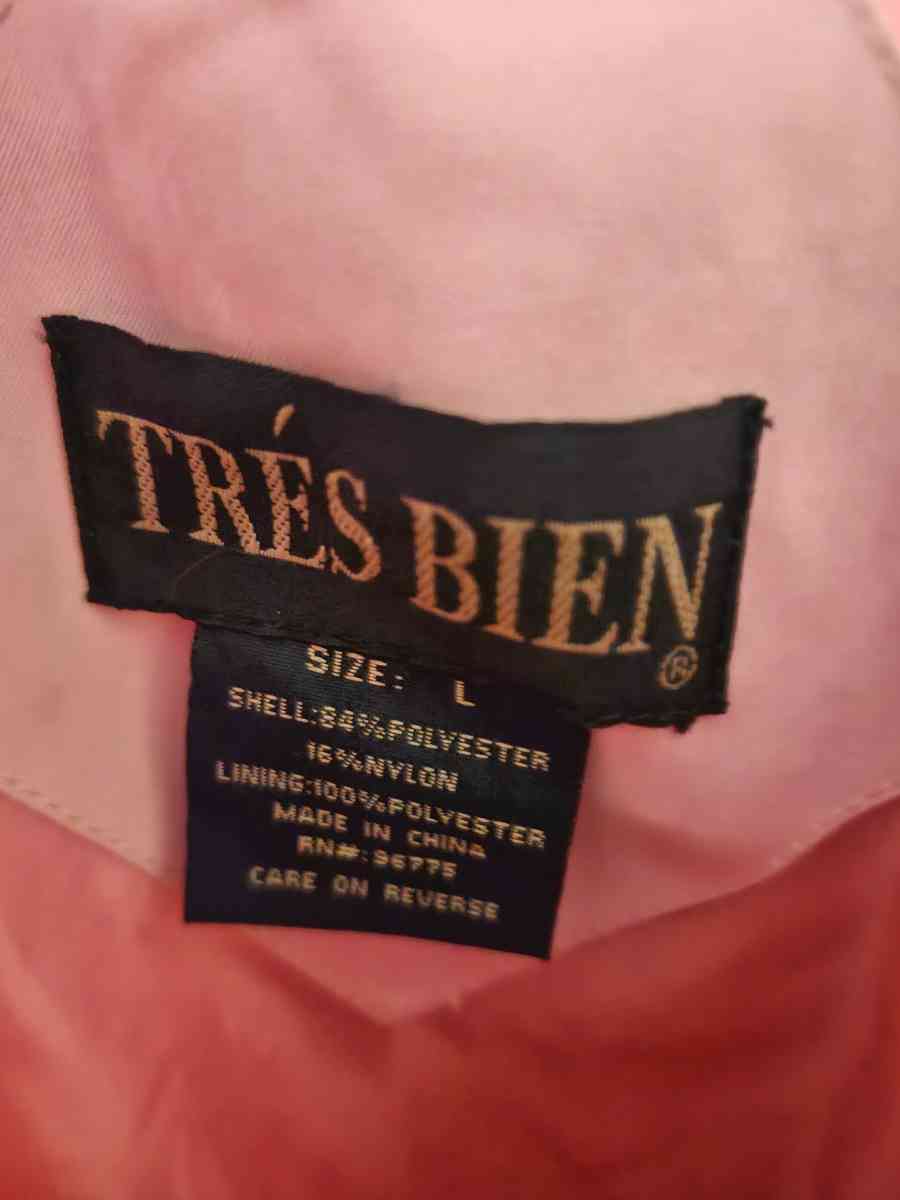 TRÉS BIEN
®
SIZE: L
SHELL:84%POLYESTER
16%NYLON
LINING:100%POLYESTER
MADE IN CHINA
RN#:96775
CARE ON REVERSE